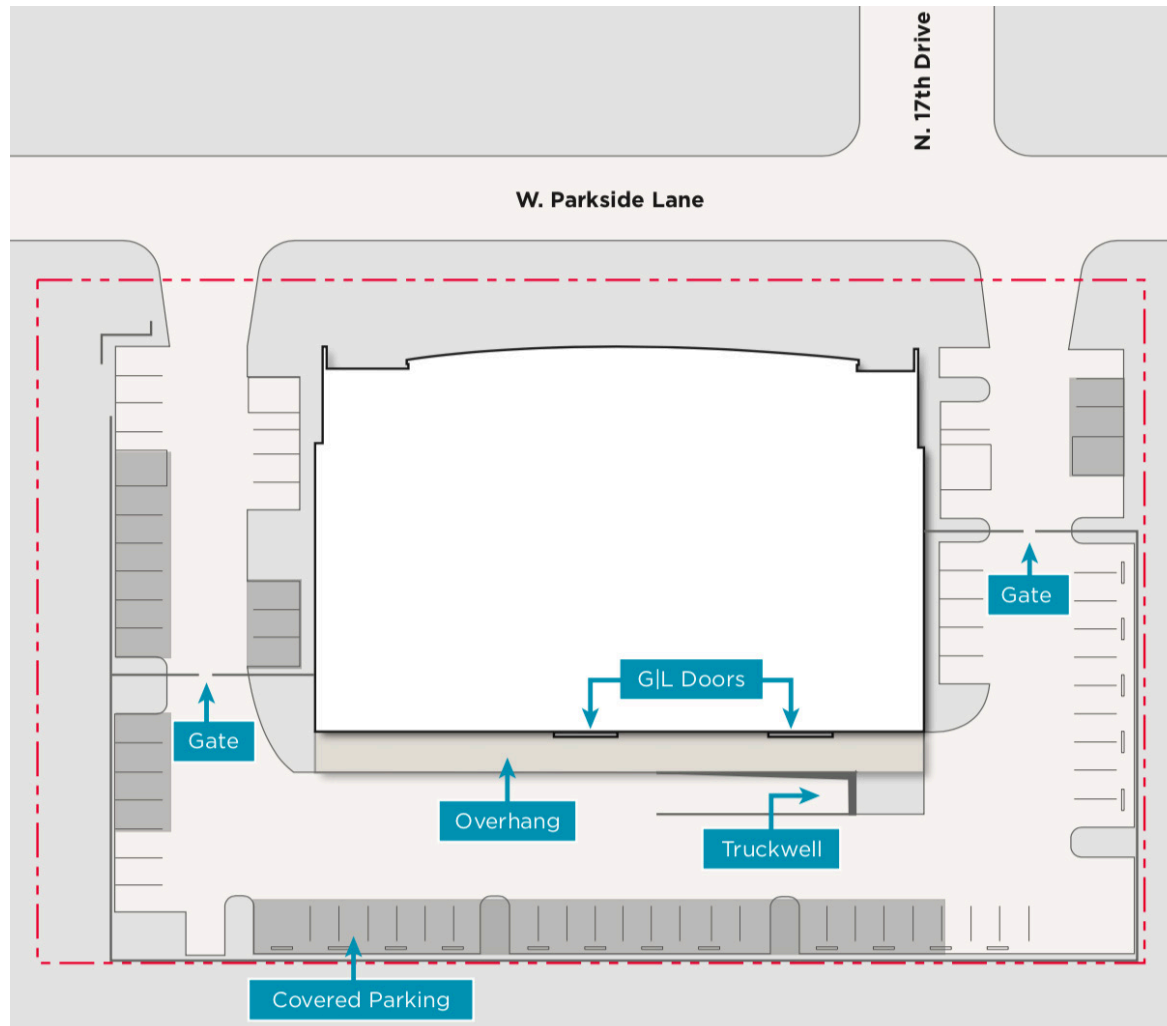 N. 17th Drive
W. Parkside Lane
Gate
G|L Doors
Gate
Overhang
Truckwell
Covered Parking